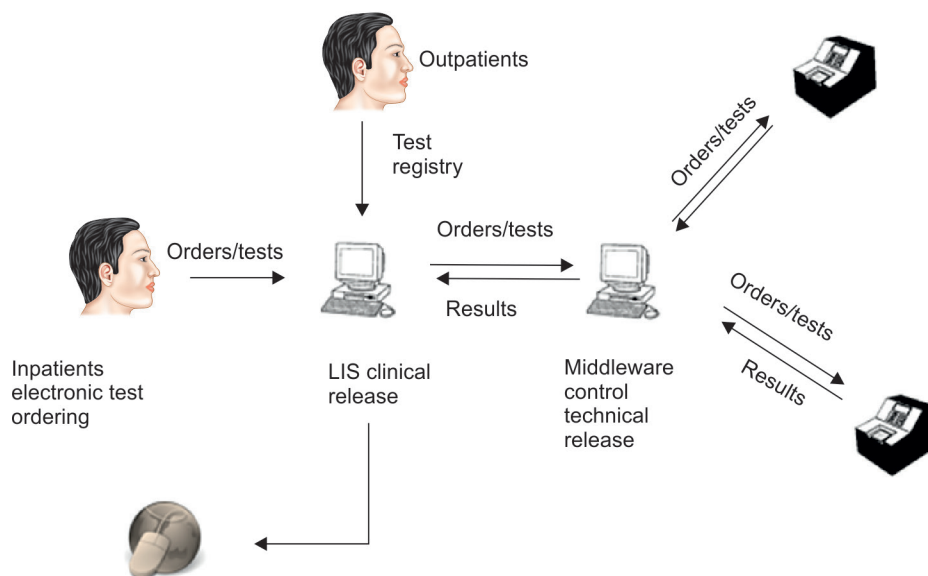 Outpatients
Test
registry
Orders/tests
Orders/tests
Results
Orders/tests
Orders/tests
Results
Inpatients
electronic test
ordering
LIS clinical
release
Middleware
control
technical
release